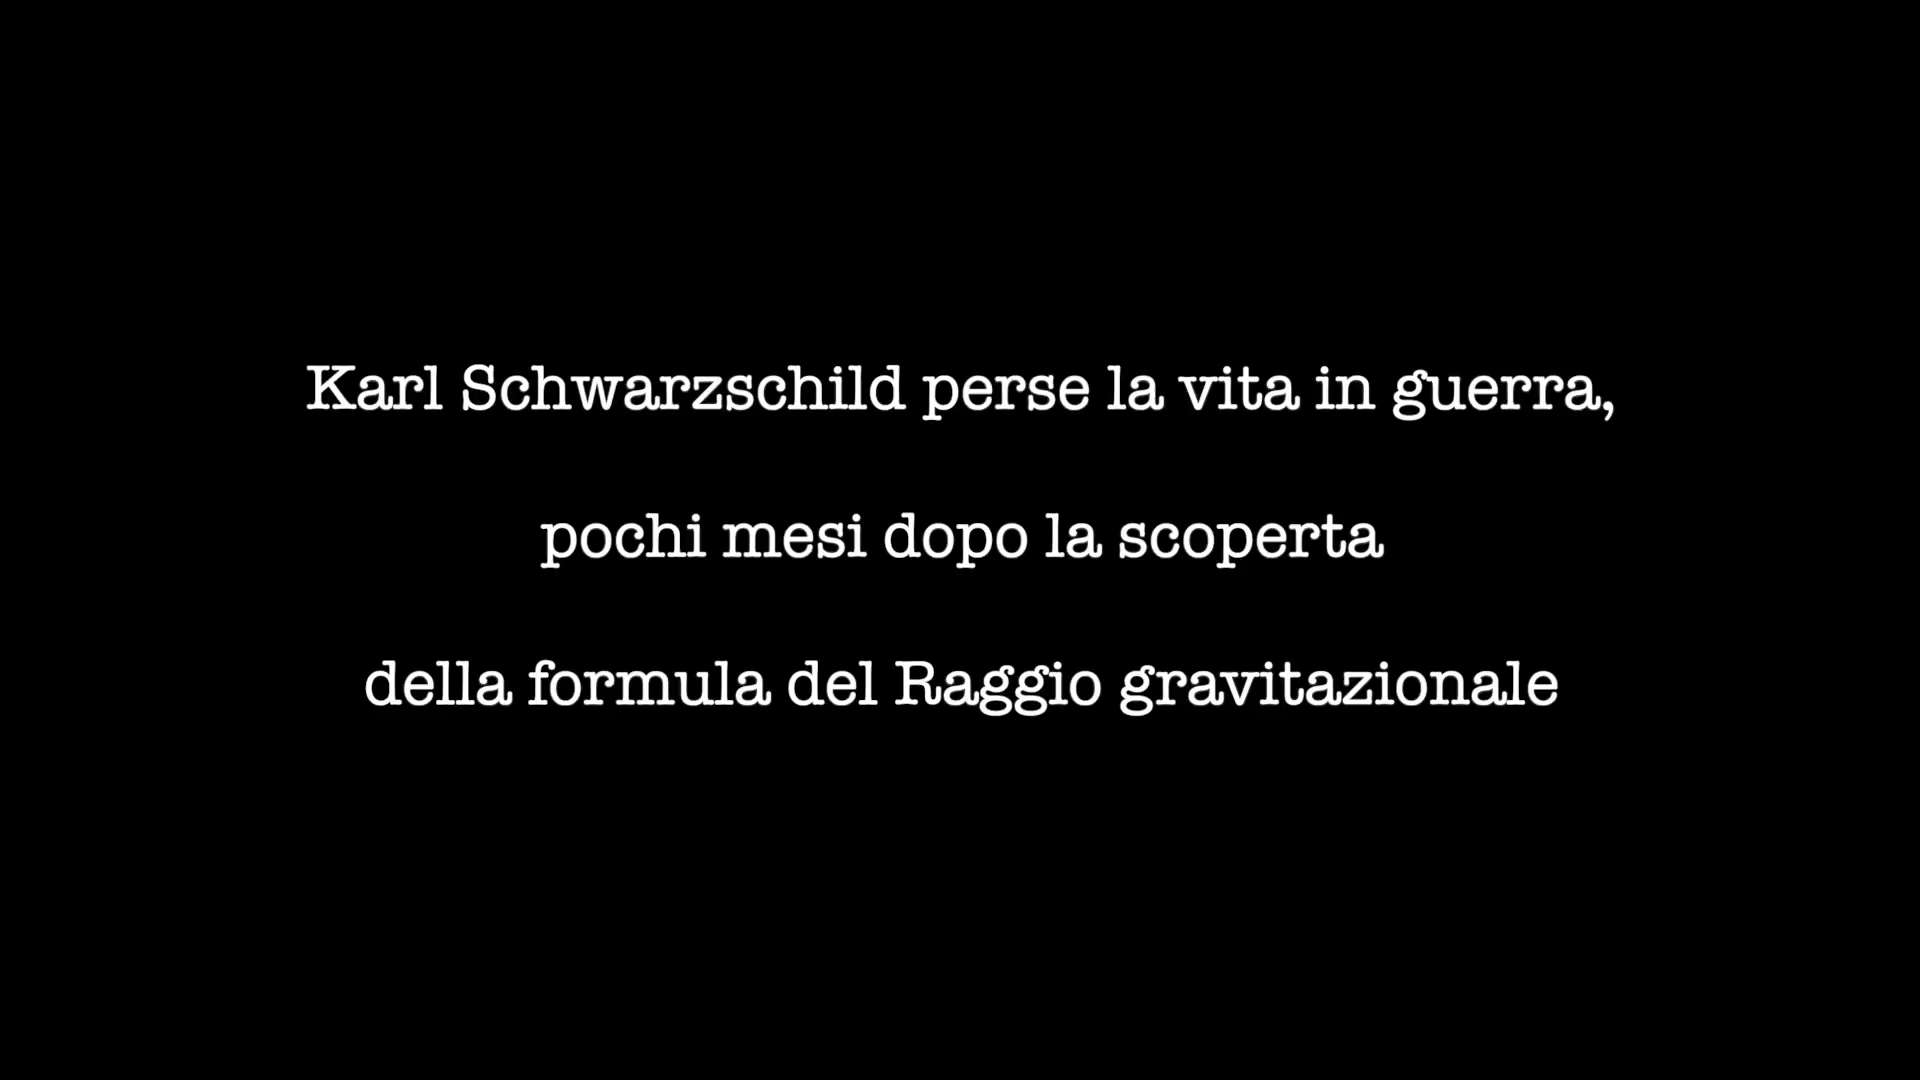 Karl Schwarzschild perse la vita in guerra,
pochi mesi dopo la scoperta
della formula del Raggio gravitazionale